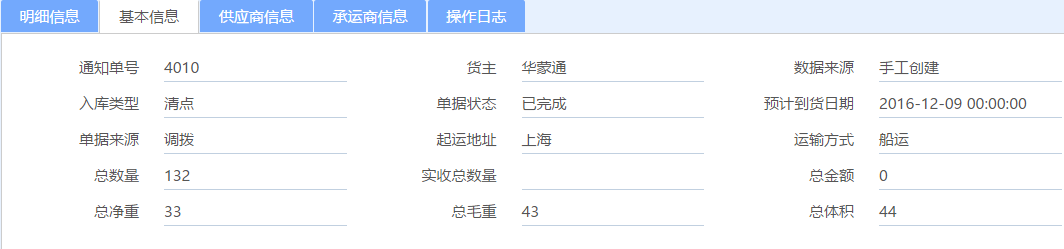 明细信息 基本信息 供应商信息 承运商信息 操作日志
通知单号 4010 货主 华蒙通 数据来源 手工创建
入库类型 清点 单据状态 已完成 预计到货日期 2016-12-09 00:00:00
单据来源 调拨 起运地址 上海 运输方式 船运
总数量 132 实收总数量 总金额 0
总净重 33 总毛重 43 总体积 44